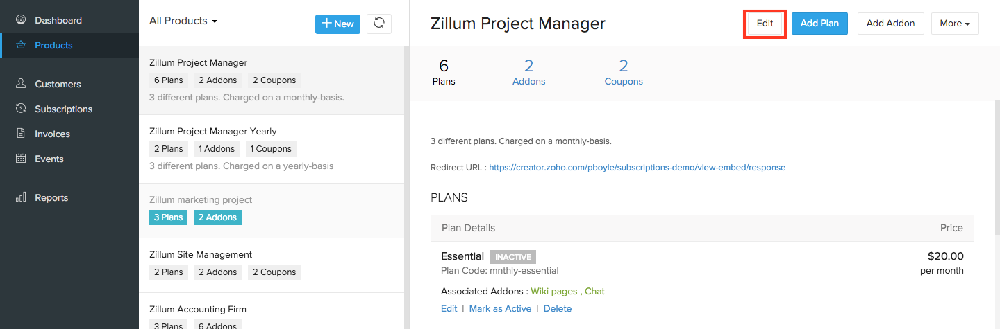 Dashboard
Products
Customers
Subscriptions
Invoices
Events
Reports
All Products
+ New
Zillum Project Manager
6 Plans 2 Addons 2 Coupons
3 different plans. Charged on a monthly-basis.
Zillum Project Manager Yearly
2 Plans 1 Addons 1 Coupons
3 different plans. Charged on a yearly-basis
Zillum marketing project
3 Plans 2 Addons
Zillum Site Management
2 Plans 2 Addons 2 Coupons
Zillum Accounting Firm
3 Plans 6 Addons
Zillum Project Manager
Edit Add Plan Add Addon More
6 2 2
Plans Addons Coupons
3 different plans. Charged on a monthly-basis.
Redirect URL : https://creator.zoho.com/pboyle/subscriptions-demo/view-embed/response
PLANS
Plan Details Price
Essential INACTIVE $20.00
Plan Code: mnthly-essential per month
Associated Addons : Wiki pages , Chat
Edit | Mark as Active | Delete